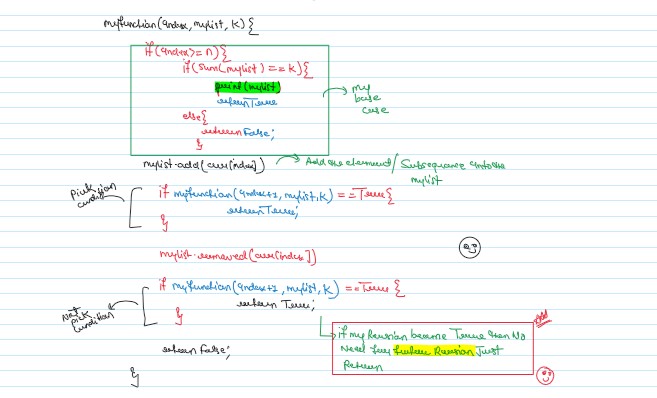 myfunction(index, mylist, K){
if(index>=n){
if(sum(mylist)==K){
print(mylist)
return True
else{
return False;
}
my
base
case
mylist.add(arr[index])
Add the element/Subsequence into the
mylist
Pick
condition
if myfunction(index+1, mylist, K) == True{
return True;
}
mylist.removed(arr[index])
if myfunction(index+1, mylist, K) == True {
return True;
}
Not
Pick
Condition
if my Recursion become True then No
Need for further Recursion Just
Return
return False;
}